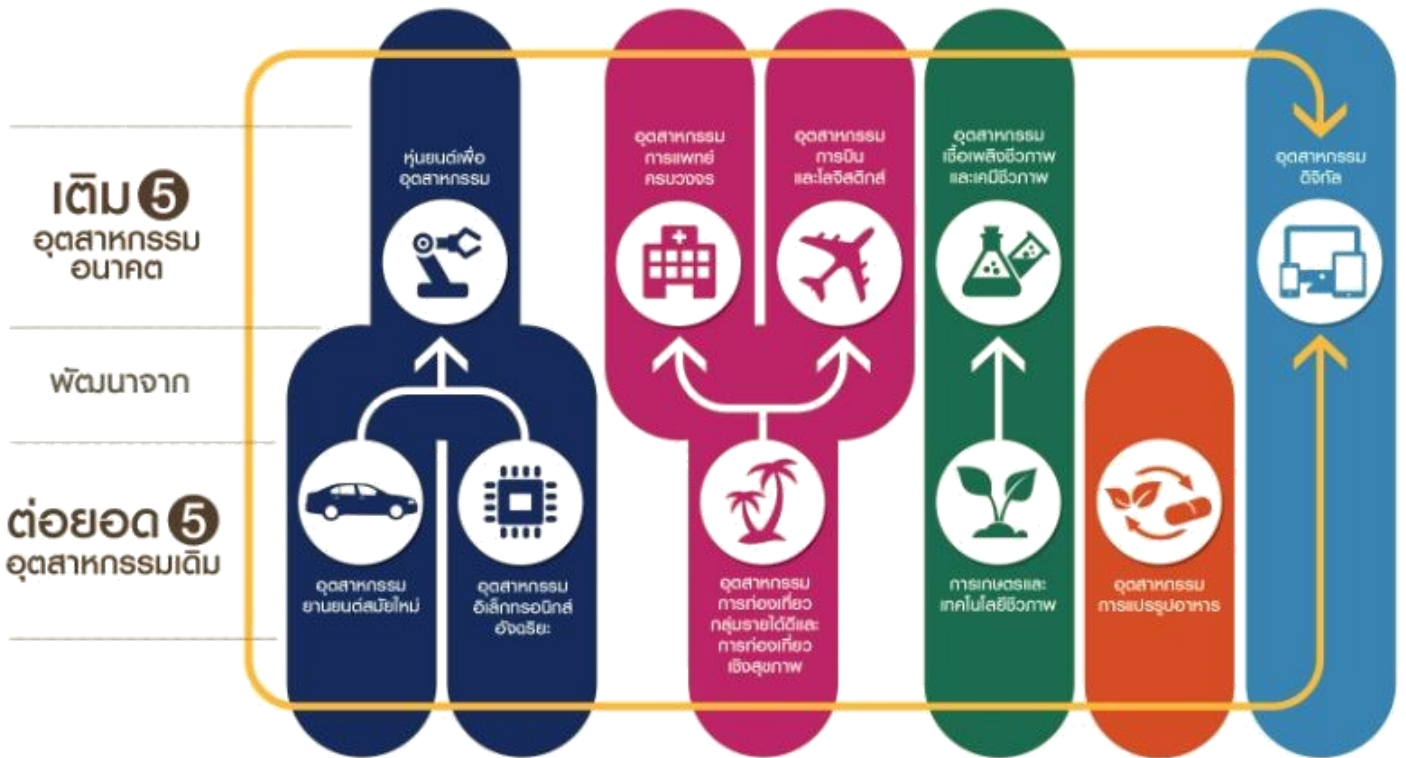 หุ่นยนต์เพื่อ
อุตสาหกรรม
อุตสาหกรรม
การแพทย์
ครบวงจร
อุตสาหกรรม
การบิน
และโลจิสติกส์
อุตสาหกรรม
เชื้อเพลิงชีวภาพ
และเคมีชีวภาพ
อุตสาหกรรม
ดิจิทัล
เติม 5
อุตสาหกรรม
อนาคต
พัฒนาจาก
ต่อยอด 5
อุตสาหกรรมเดิม
อุตสาหกรรม
ยานยนต์สมัยใหม่
อุตสาหกรรม
อิเล็กทรอนิกส์
อัจฉริยะ
อุตสาหกรรม
การท่องเที่ยว
กลุ่มรายได้ดีและ
การท่องเที่ยว
เชิงสุขภาพ
การเกษตรและ
เทคโนโลยีชีวภาพ
อุตสาหกรรม
การแปรรูปอาหาร